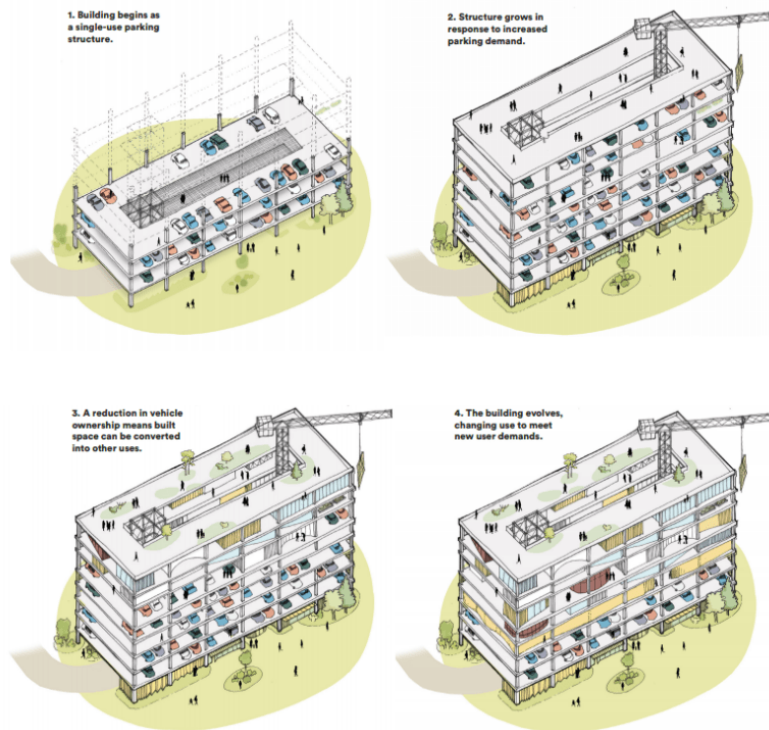 1. Building begins as
a single-use parking
structure.
2. Structure grows in
response to increased
parking demand.
3. A reduction in vehicle
ownership means built
space can be converted
into other uses.
4. The building evolves,
changing use to meet
new user demands.